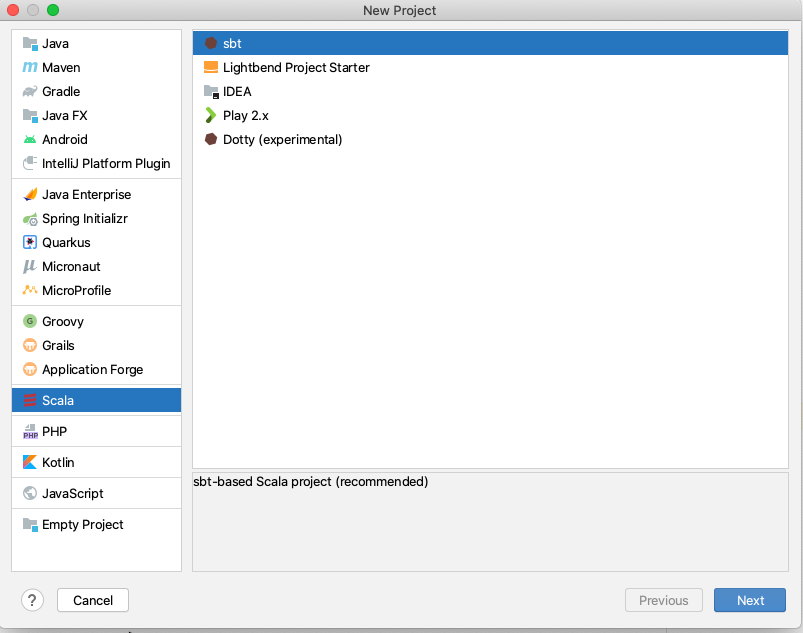 New Project
Java
Maven
Gradle
Java FX
Android
IntelliJ Platform Plugin
Java Enterprise
Spring Initializr
Quarkus
Micronaut
MicroProfile
G Groovy
Grails
Application Forge
Scala
PHP PHP
Kotlin
JavaScript
Empty Project
sbt
Lightbend Project Starter
IDEA
Play 2.x
Dotty (experimental)
sbt-based Scala project (recommended)
? Cancel Previous Next